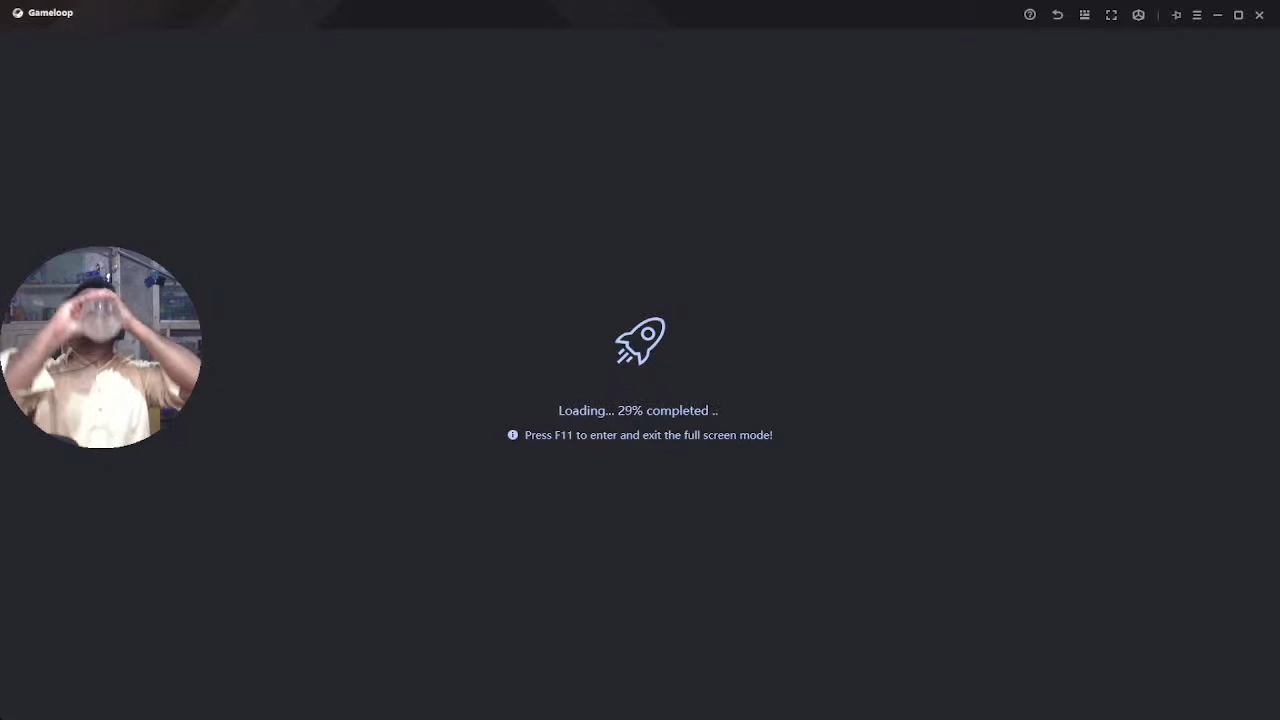 Gameloop
Loading... 29% completed ..
Press F11 to enter and exit the full screen mode!